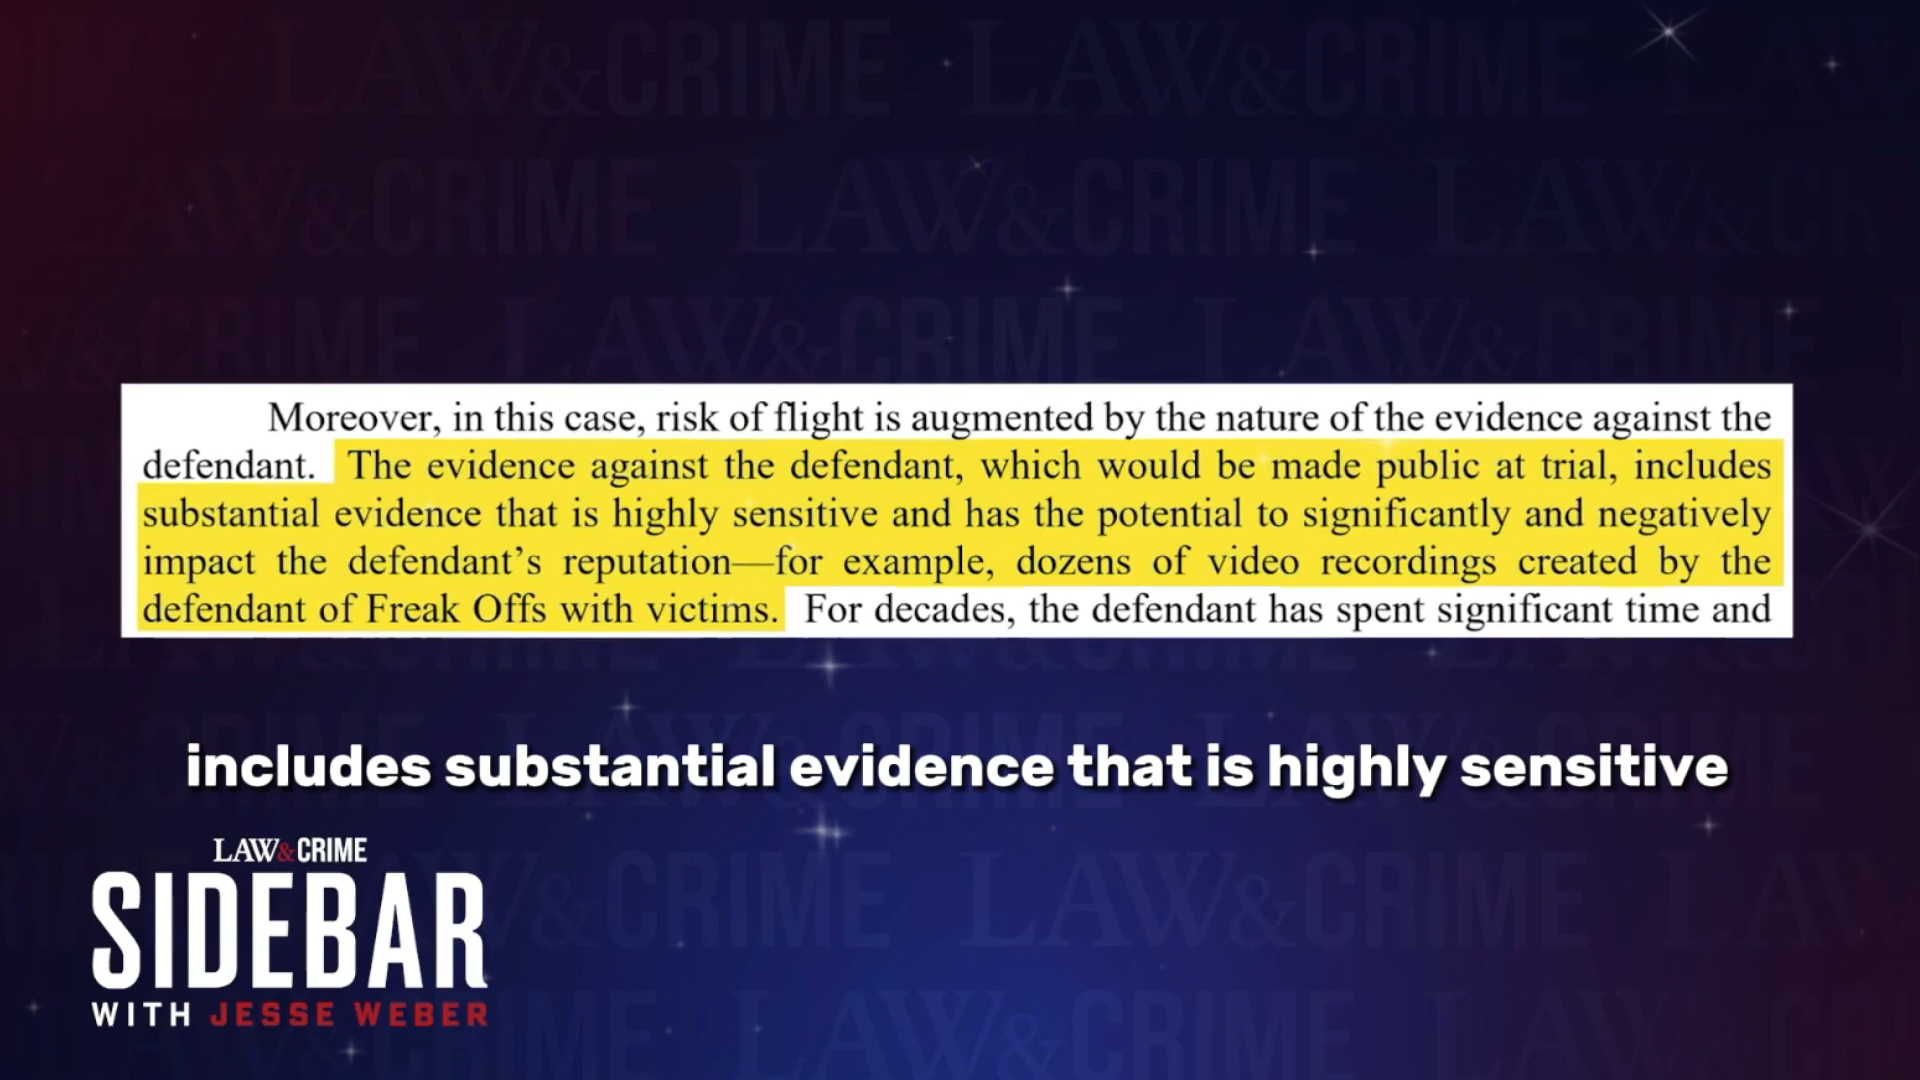 Moreover, in this case, risk of flight is augmented by the nature of the evidence against the
defendant. The evidence against the defendant, which would be made public at trial, includes
substantial evidence that is highly sensitive and has the potential to significantly and negatively
impact the defendant’s reputation—for example, dozens of video recordings created by the
defendant of Freak Offs with victims. For decades, the defendant has spent significant time and
includes substantial evidence that is highly sensitive
LAW&CRIME
SIDEBAR
WITH JESSE WEBER